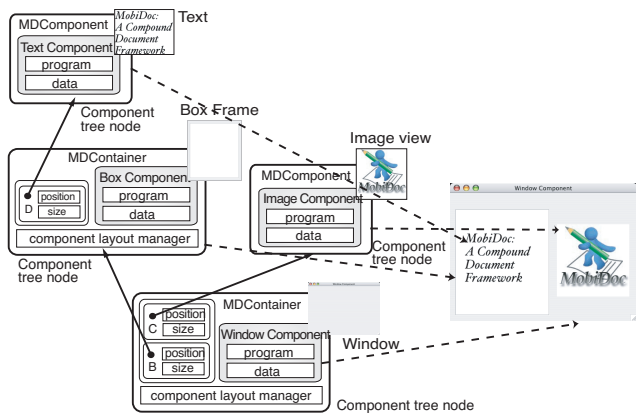 MDComponent
Text Component
program
data
MobiDoc:
A Compound
Document
Framework
Text
Component
tree node
Box Frame
MDContainer
Box Component
program
data
position
D
size
component layout manager
Component
tree node
Image view
MDComponent
MobiDoc
Image Component
program
data
Component
tree node
Window Component
MobiDoc:
A Compound
Document
Framework
MobiDoc
MDContainer
position
C
size
position
B
size
Window Component
program
data
component layout manager
Window Component
Window
Component tree node